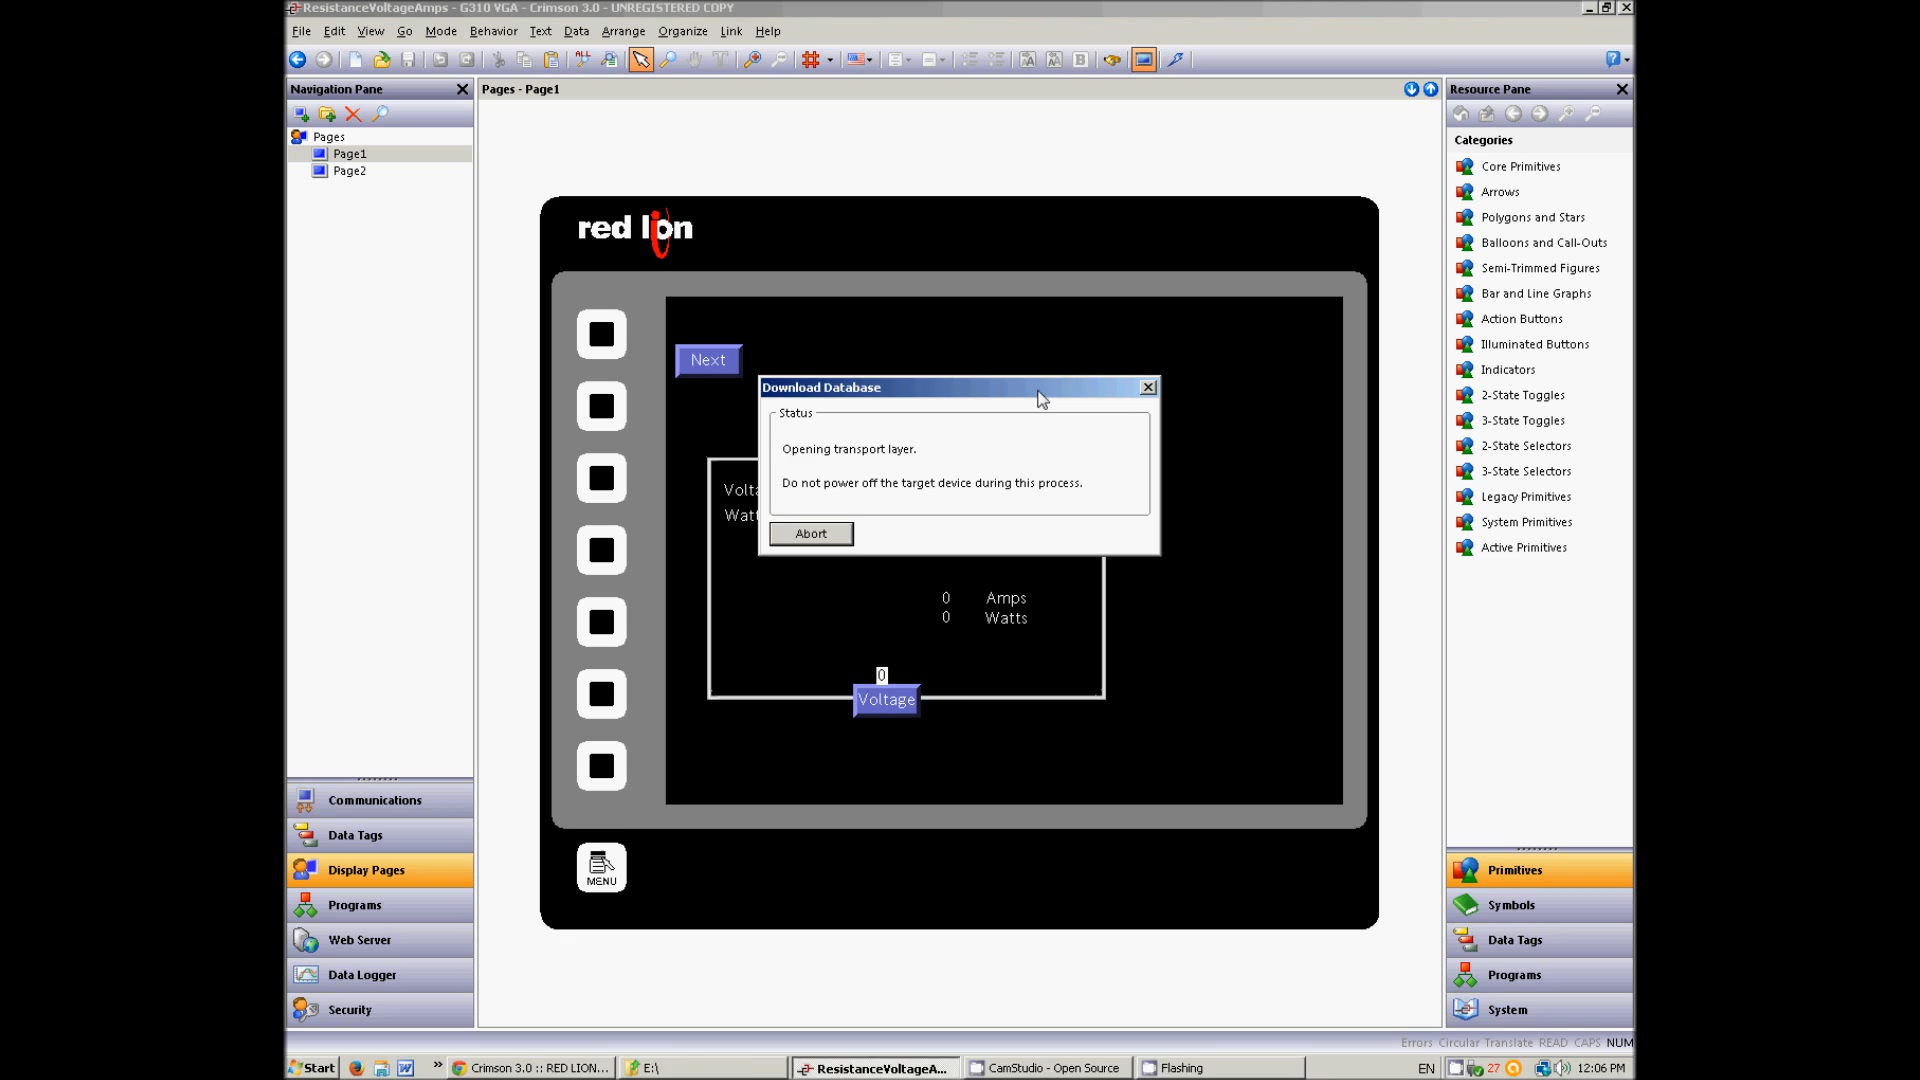 ResistanceVoltageAmps - G310 VGA - Crimson 3.0 - UNREGISTERED COPY
File Edit View Go Mode Behavior Text Data Arrange Organize Link Help
Navigation Pane
Pages - Page1
Resource Pane
Pages
Page1
Page2
Categories
Core Primitives
Arrows
Polygons and Stars
Balloons and Call-Outs
Semi-Trimmed Figures
Bar and Line Graphs
Action Buttons
Illuminated Buttons
Indicators
2-State Toggles
3-State Toggles
2-State Selectors
3-State Selectors
Legacy Primitives
System Primitives
Active Primitives
red lion
Next
Download Database
Status
Opening transport layer.
Do not power off the target device during this process.
Abort
Volta
Watt
0 Amps
0 Watts
0
Voltage
MENU
Communications
Data Tags
Display Pages
Programs
Web Server
Data Logger
Security
Primitives
Symbols
Data Tags
Programs
System
Errors Circular Translate READ CAPS NUM
Start
Crimson 3.0 :: RED LION...
E:\
ResistanceVoltageA...
CamStudio - Open Source
Flashing
EN
27
12:06 PM